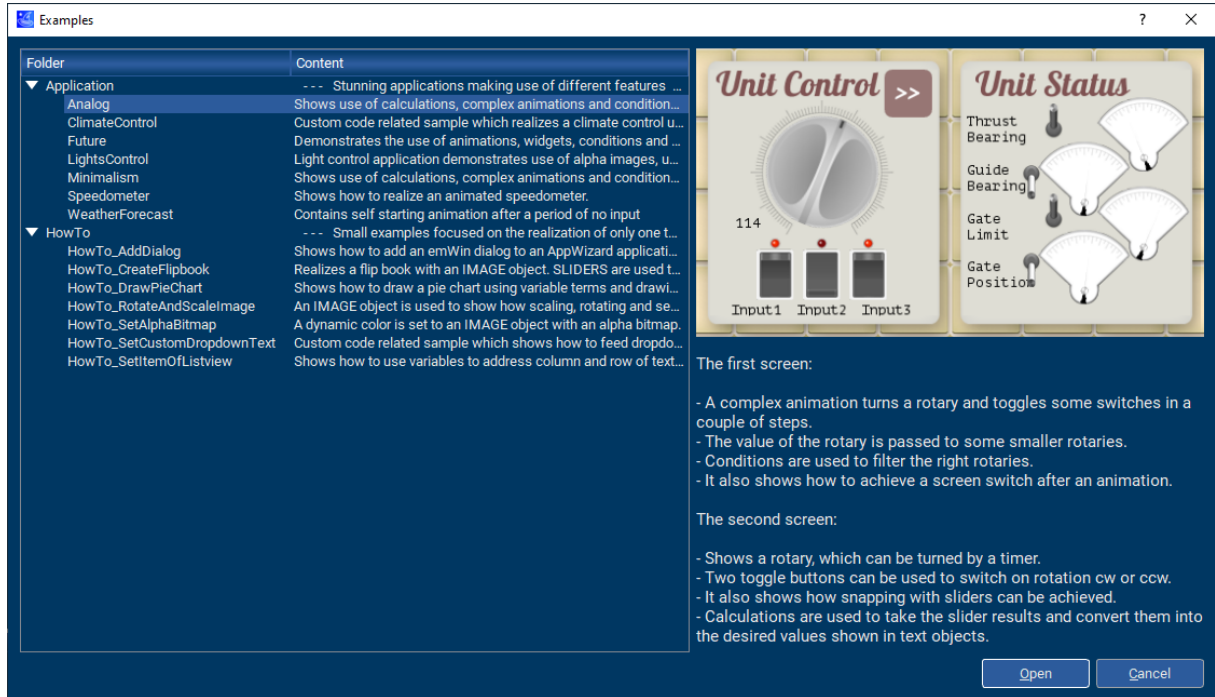 Examples
? ×
Folder Content
Application --- Stunning applications making use of different features ...
Analog Shows use of calculations, complex animations and condition...
ClimateControl Custom code related sample which realizes a climate control u...
Future Demonstrates the use of animations, widgets, conditions and ...
LightsControl Light control application demonstrates use of alpha images, u...
Minimalism Shows use of calculations, complex animations and condition...
Speedometer Shows how to realize an animated speedometer.
WeatherForecast Contains self starting animation after a period of no input
HowTo --- Small examples focused on the realization of only one t...
HowTo_AddDialog Shows how to add an emWin dialog to an AppWizard applicati...
HowTo_CreateFlipbook Realizes a flip book with an IMAGE object. SLIDERS are used t...
HowTo_DrawPieChart Shows how to draw a pie chart using variable terms and drawi...
HowTo_RotateAndScaleImage An IMAGE object is used to show how scaling, rotating and se...
HowTo_SetAlphaBitmap A dynamic color is set to an IMAGE object with an alpha bitmap.
HowTo_SetCustomDropdownText Custom code related sample which shows how to feed dropdo...
HowTo_SetItemOfListview Shows how to use variables to address column and row of text...
Unit Control >>
114
Input1 Input2 Input3
Unit Status
Thrust
Bearing
Guide
Bearing
Gate
Limit
Gate
Position
The first screen:
- A complex animation turns a rotary and toggles some switches in a
couple of steps.
- The value of the rotary is passed to some smaller rotaries.
- Conditions are used to filter the right rotaries.
- It also shows how to achieve a screen switch after an animation.
The second screen:
- Shows a rotary, which can be turned by a timer.
- Two toggle buttons can be used to switch on rotation cw or ccw.
- It also shows how snapping with sliders can be achieved.
- Calculations are used to take the slider results and convert them into
the desired values shown in text objects.
Open Cancel